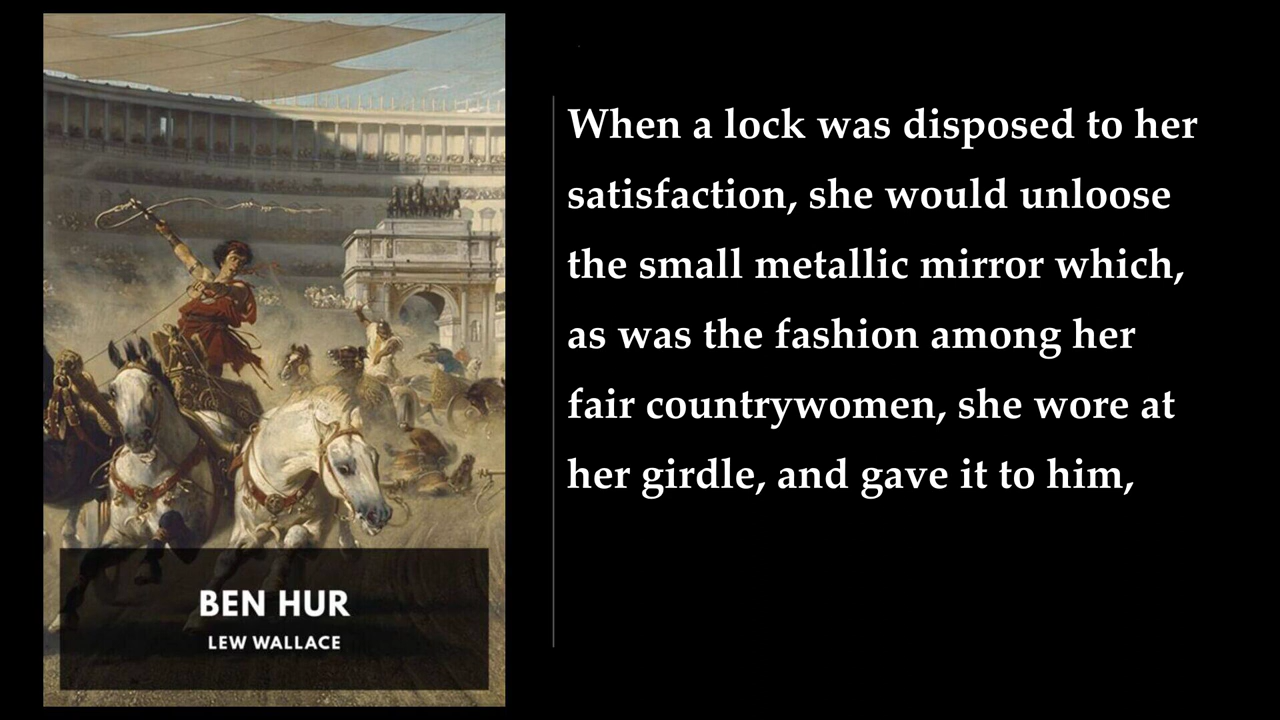 BEN HUR
LEW WALLACE
When a lock was disposed to her
satisfaction, she would unloose
the small metallic mirror which,
as was the fashion among her
fair countrywomen, she wore at
her girdle, and gave it to him,